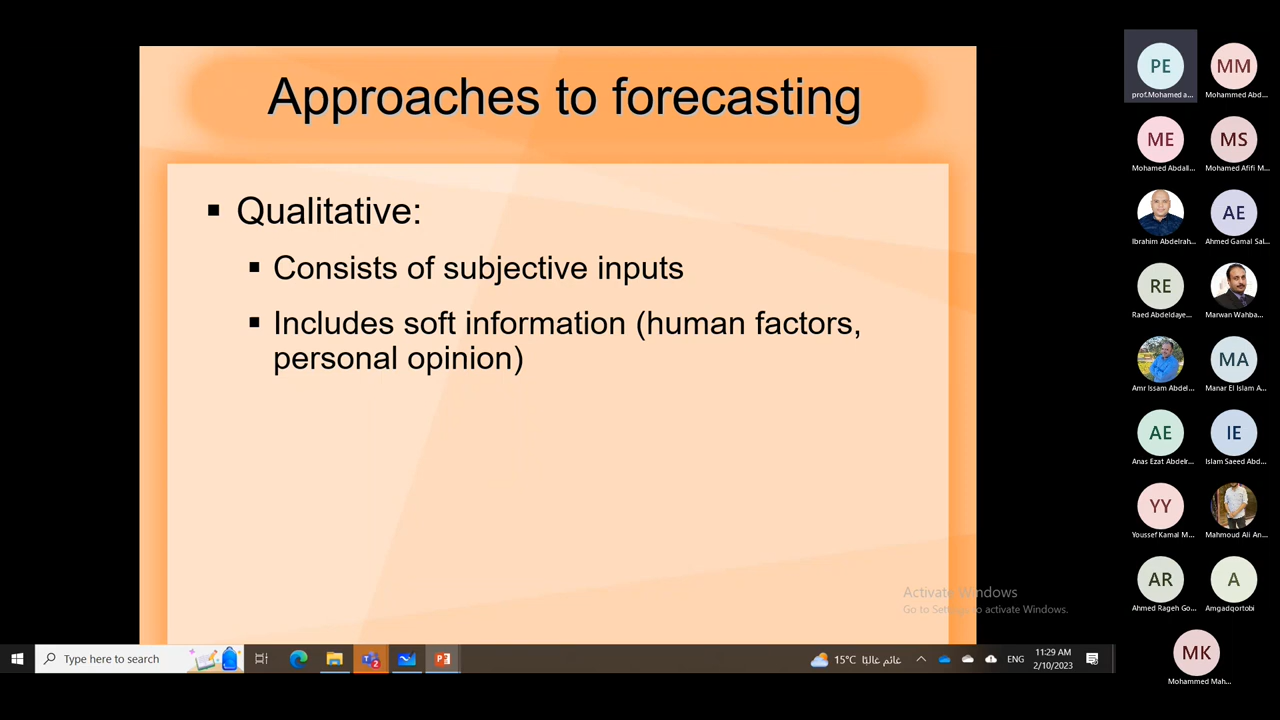 Approaches to forecasting
Qualitative:
Consists of subjective inputs
Includes soft information (human factors,
personal opinion)
Activate Windows
Go to Settings to activate Windows.
Type here to search
2
15°C غائم غالبًا
ENG
11:29 AM
2/10/2023
PE
prof.Mohamed a...
MM
Mohammed Abd...
ME
Mohamed Abdall...
MS
Mohamed Afifi M...
Ibrahim Abdelrah...
AE
Ahmed Gamal Sal...
RE
Raed Abdeldaye...
Marwan Wahba...
Amr Issam Abdel...
MA
Manar El Islam A...
AE
Anas Ezat Abdelr...
IE
Islam Saeed Abd...
YY
Youssef Kamal M...
Mahmoud Ali An...
AR
Ahmed Rageh Go...
A
Amgadqortobi
MK
Mohammed Mah...